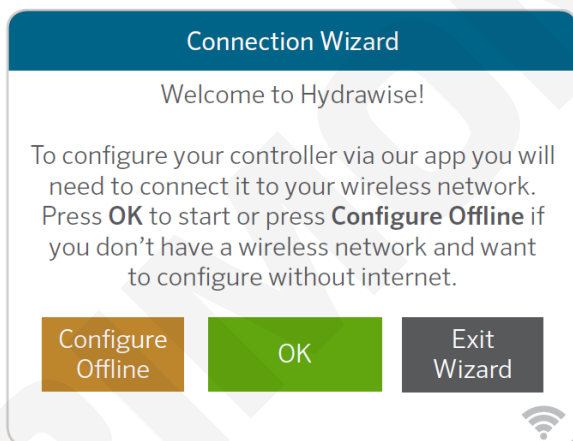 Connection Wizard
Welcome to Hydrawise!
To configure your controller via our app you will
need to connect it to your wireless network.
Press OK to start or press Configure Offline if
you don’t have a wireless network and want
to configure without internet.
Configure
Offline
OK
Exit
Wizard